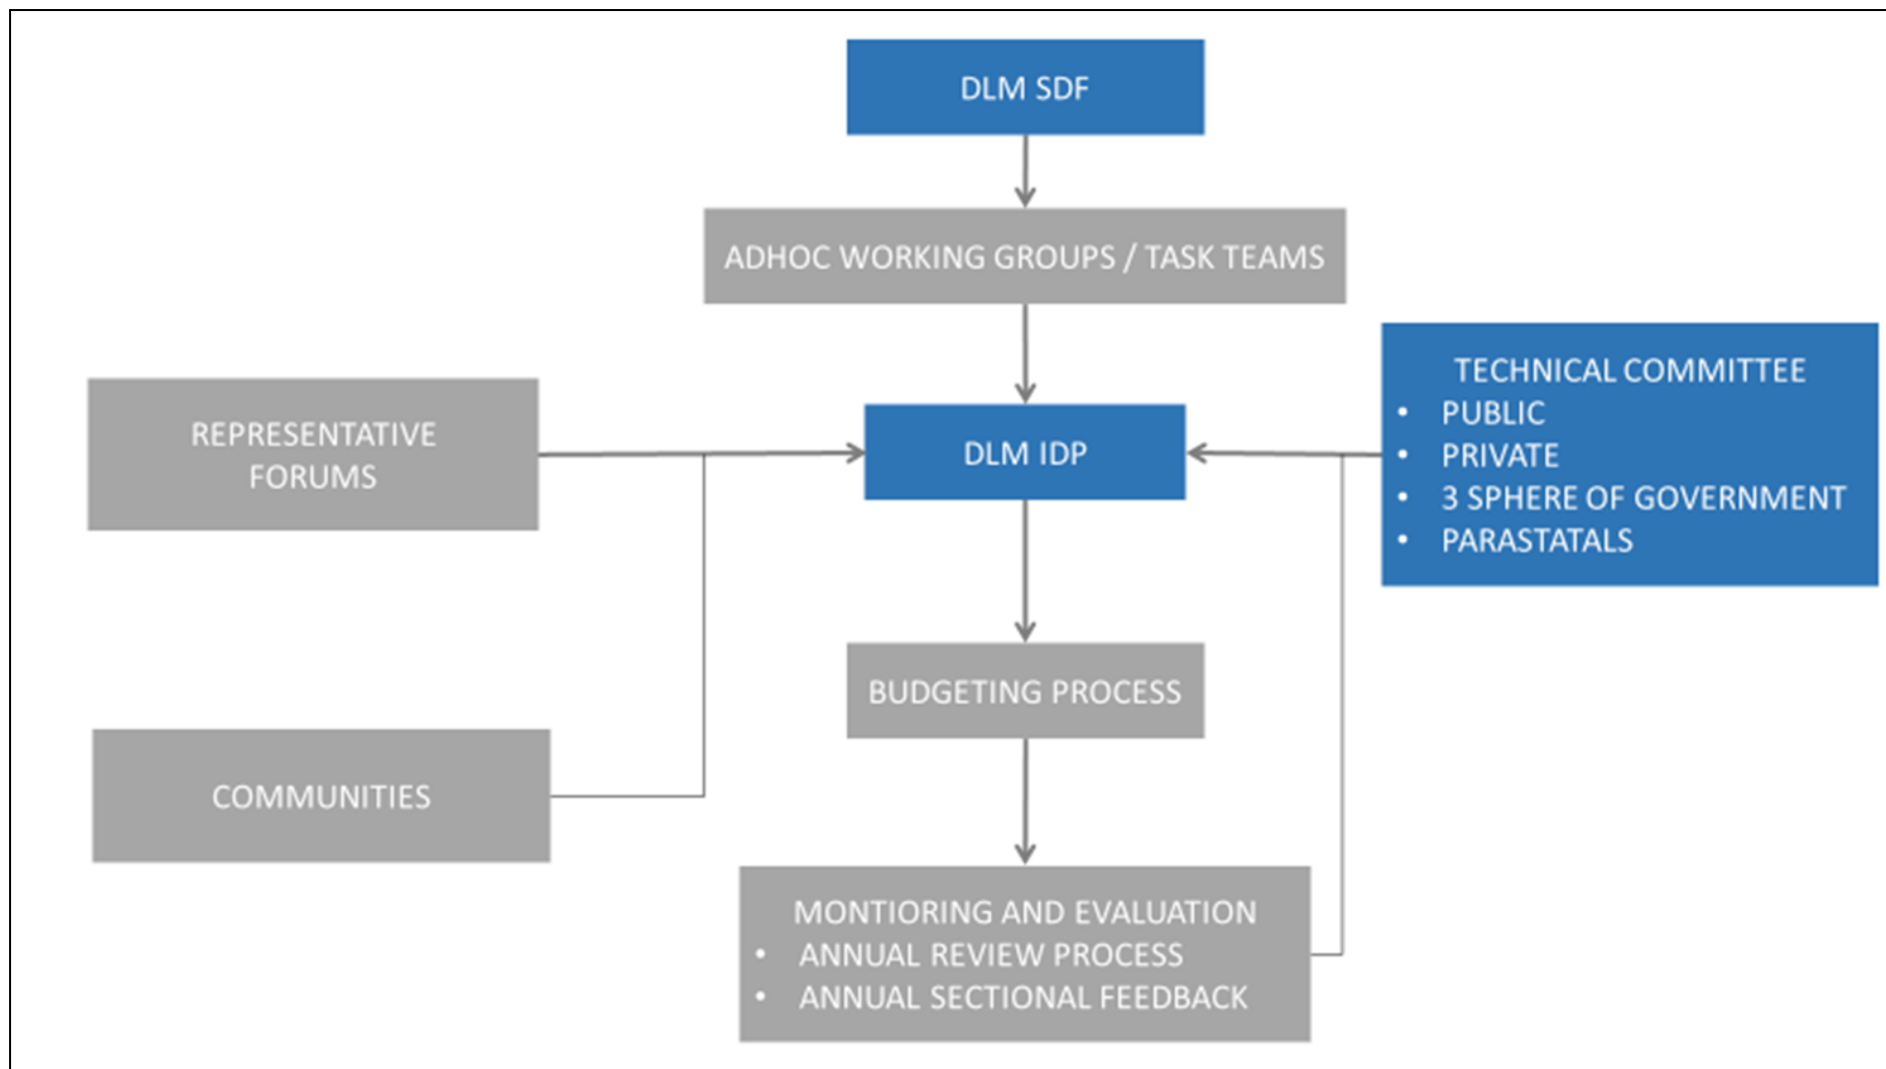 DLM SDF
ADHOC WORKING GROUPS / TASK TEAMS
REPRESENTATIVE
FORUMS
DLM IDP
TECHNICAL COMMITTEE
• PUBLIC
• PRIVATE
• 3 SPHERE OF GOVERNMENT
• PARASTATALS
BUDGETING PROCESS
COMMUNITIES
MONTIORING AND EVALUATION
• ANNUAL REVIEW PROCESS
• ANNUAL SECTIONAL FEEDBACK